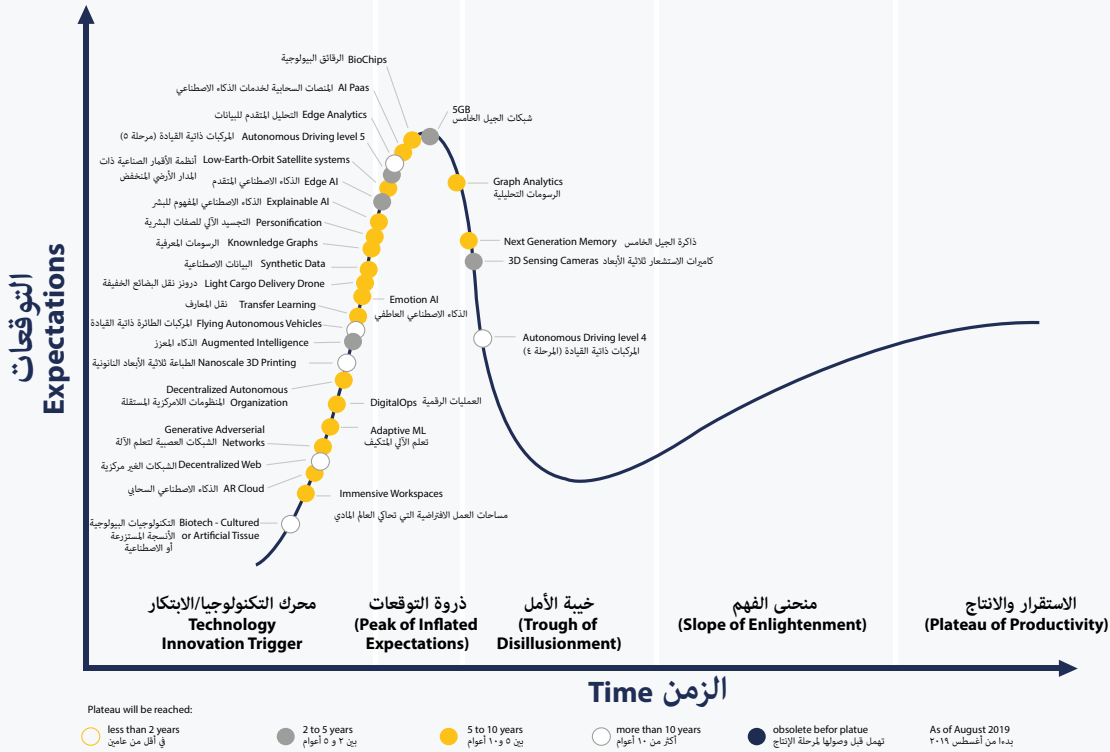 التوقعات
Expectations
الرقائق البيولوجية BioChips
المنصات السحابية لخدمات الذكاء الاصطناعي AI Paas
التحليل المتقدم للبيانات Edge Analytics
المركبات ذاتية القيادة (مرحلة ٥) Autonomous Driving level 5
أنظمة الأقمار الصناعية ذات Low-Earth-Orbit Satellite systems
المدار الأرضي المنخفض
الذكاء الاصطناعي المتقدم Edge AI
الذكاء الاصطناعي المفهوم للبشر Explainable AI
التجسيد الآلي للصفات البشرية Personification
الرسومات المعرفية Knownledge Graphs
البيانات الاصطناعية Synthetic Data
درونز نقل البضائع الخفيفة Light Cargo Delivery Drone
نقل المعارف Transfer Learning
المركبات الطائرة ذاتية القيادة Flying Autonomous Vehicles
الذكاء المعزز Augmented Intelligence
الطباعة ثلاثية الأبعاد النانونية Nanoscale 3D Printing
Decentralized Autonomous
المنظومات اللامركزية المستقلة Organization
Generative Adverserial
الشبكات العصبية لتعلم الآلة Networks
الشبكات الغير مركزية Decentralized Web
الذكاء الاصطناعي السحابي AR Cloud
التكنولوجيات البيولوجية Biotech - Cultured
الأنسجة المستزرعة or Artificial Tissue
أو الاصطناعية
5GB
شبكات الجيل الخامس
Graph Analytics
الرسومات التحليلية
Next Generation Memory ذاكرة الجيل الخامس
3D Sensing Cameras كاميرات الاستشعار ثلاثية الأبعاد
Emotion AI
الذكاء الاصطناعي العاطفي
Autonomous Driving level 4
المركبات ذاتية القيادة (المرحلة ٤)
DigitalOps العمليات الرقمية
Adaptive ML
تعلم الآلي المتكيف
Immensive Workspaces
مساحات العمل الافتراضية التي تحاكي العالم المادي
محرك التكنولوجيا/الابتكار
Technology
Innovation Trigger
ذروة التوقعات
(Peak of Inflated
Expectations)
خيبة الأمل
(Trough of
Disillusionment)
منحنى الفهم
(Slope of Enlightenment)
الاستقرار والانتاج
(Plateau of Productivity)
Time الزمن
Plateau will be reached:
less than 2 years
في أقل من عامين
2 to 5 years
بين ٢ و ٥ أعوام
5 to 10 years
بين ٥ و١٠ أعوام
more than 10 years
أكثر من ١٠ أعوام
obsolete befor platue
تهمل قبل وصولها لمرحلة الإنتاج
As of August 2019
بدءا من أغسطس ٢٠١٩